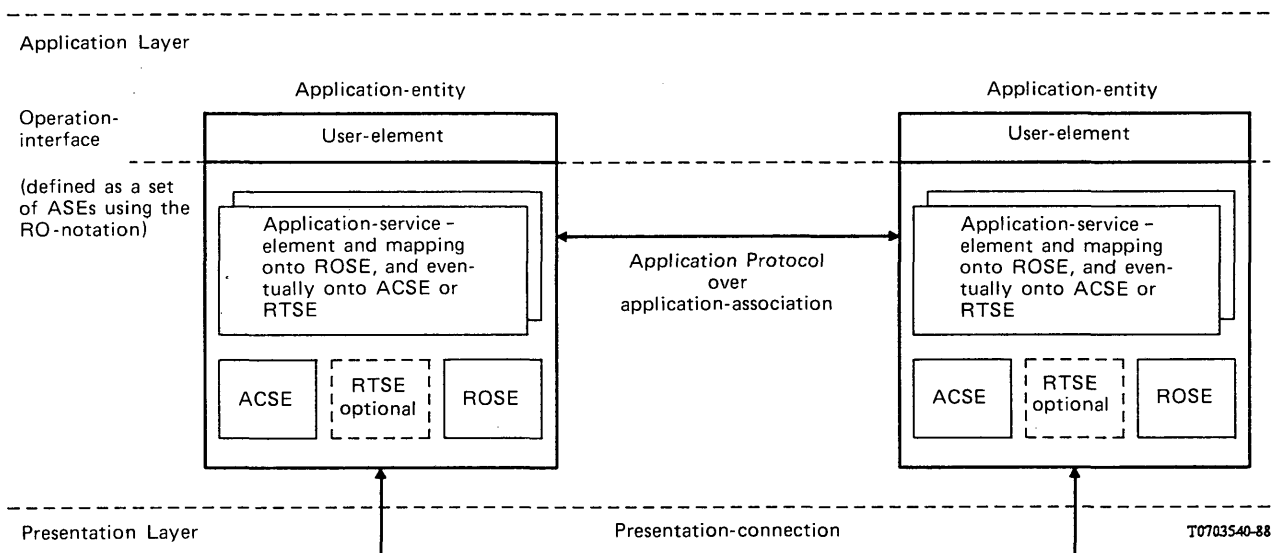 Application Layer
Application-entity
Application-entity
Operation-
interface
User-element
User-element
(defined as a set
of ASEs using the
RO-notation)
Application-service –
element and mapping
onto ROSE, and even-
tually onto ACSE or
RTSE
Application Protocol
over
application-association
Application-service –
element and mapping
onto ROSE, and even-
tually onto ACSE or
RTSE
ACSE
RTSE
optional
ROSE
ACSE
RTSE
optional
ROSE
Presentation Layer
Presentation-connection
T0703540-88